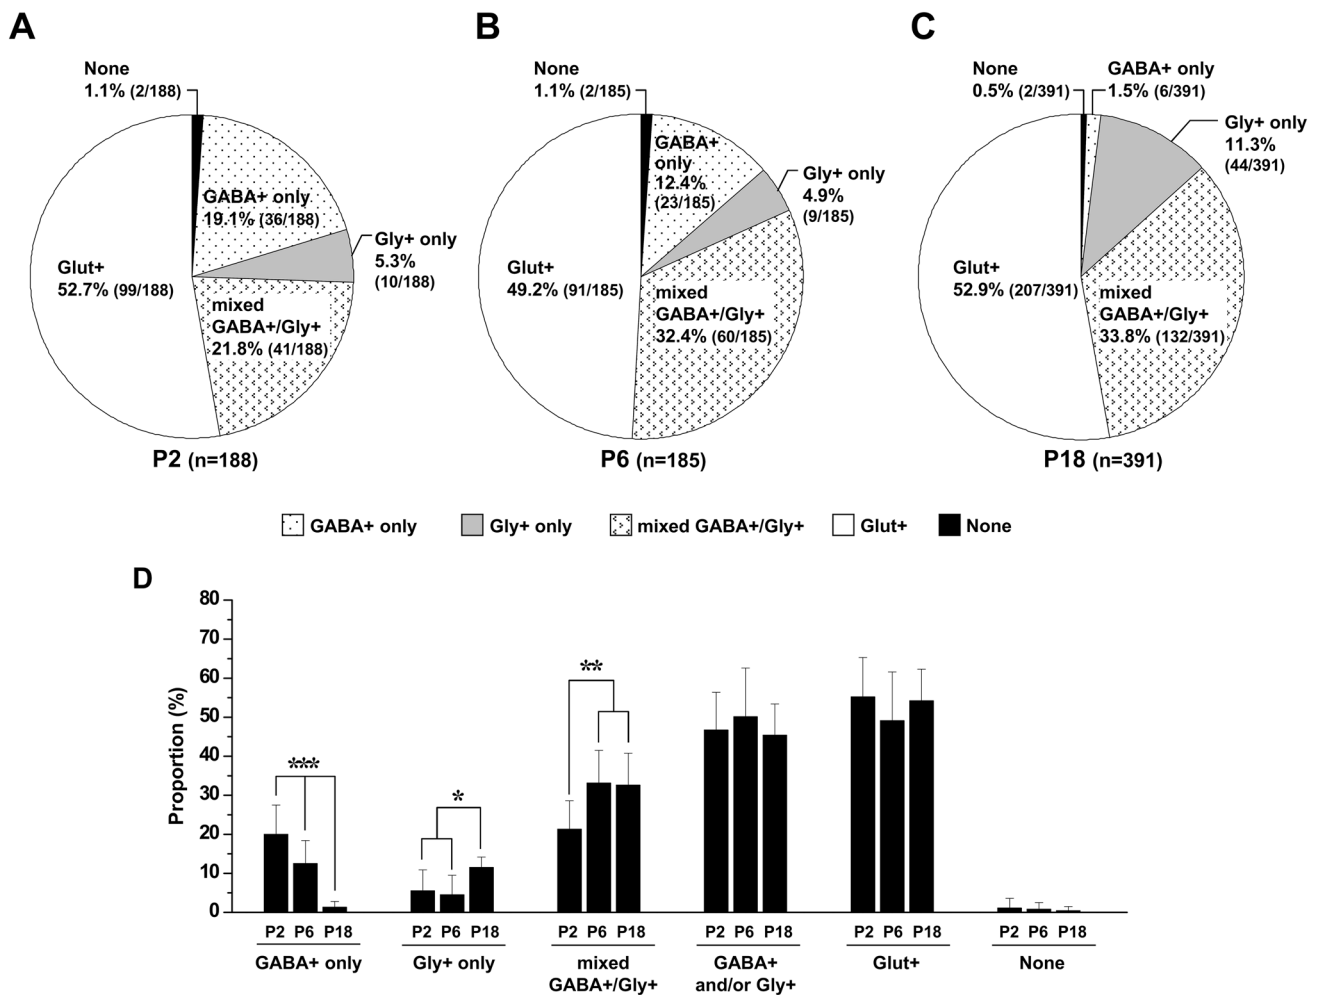 A
None
1.1% (2/188)
GABA+ only
19.1% (36/188)
Gly+ only
5.3%
(10/188)
Glut+
52.7% (99/188)
mixed
GABA+/Gly+
21.8% (41/188)
P2 (n=188)
B
None
1.1% (2/185)
GABA+
only
12.4%
(23/185)
Gly+ only
4.9%
(9/185)
Glut+
49.2% (91/185)
mixed
GABA+/Gly+
32.4% (60/185)
P6 (n=185)
C
None
0.5% (2/391)
GABA+ only
1.5% (6/391)
Gly+ only
11.3%
(44/391)
Glut+
52.9% (207/391)
mixed
GABA+/Gly+
33.8% (132/391)
P18 (n=391)
GABA+ only Gly+ only mixed GABA+/Gly+ Glut+ None
D
Proportion (%)
80
70
60
50
40
30
20
10
0
***
*
**
P2 P6 P18 P2 P6 P18 P2 P6 P18 P2 P6 P18 P2 P6 P18 P2 P6 P18
GABA+ only
Gly+ only
mixed
GABA+/Gly+
GABA+
and/or Gly+
Glut+
None